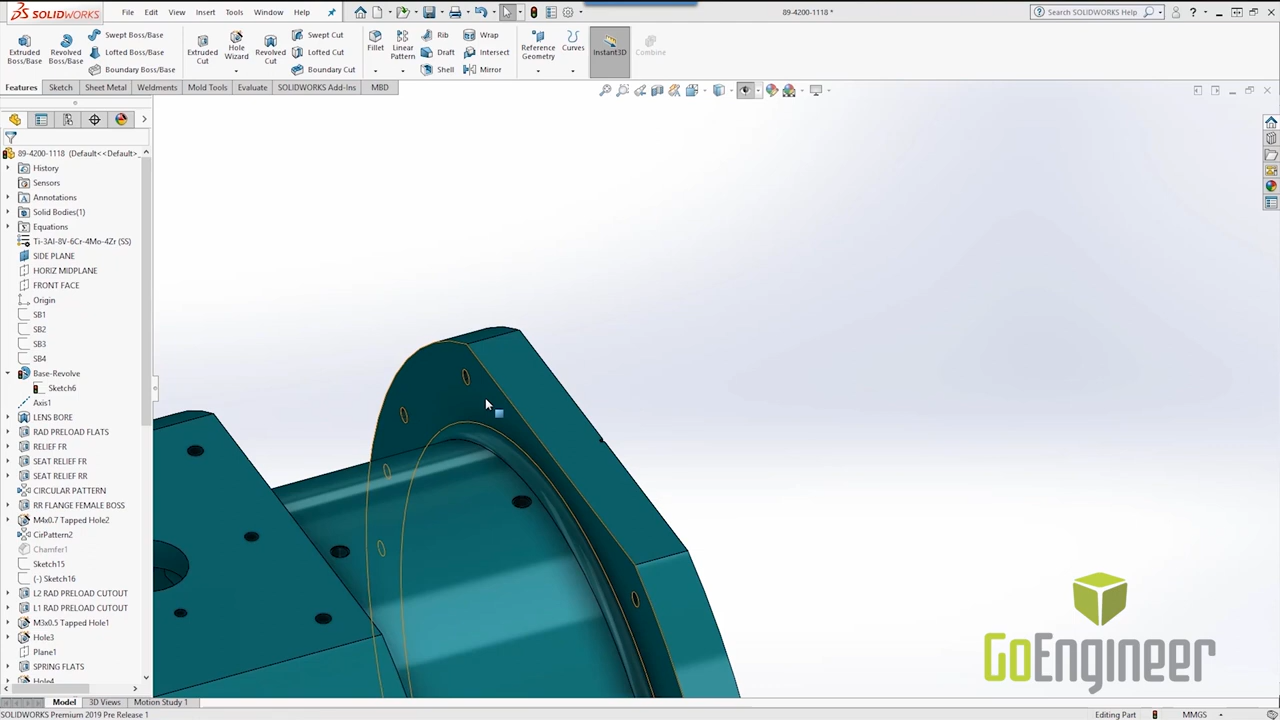 SOLIDWORKS File Edit View Insert Tools Window Help 89-4200-1118 * Search SOLIDWORKS Help
Extruded Boss/Base
Revolved Boss/Base
Swept Boss/Base
Lofted Boss/Base
Boundary Boss/Base
Extruded Cut
Hole Wizard
Revolved Cut
Swept Cut
Lofted Cut
Boundary Cut
Fillet
Linear Pattern
Rib
Draft
Shell
Wrap
Intersect
Mirror
Reference Geometry
Curves
Instant3D
Combine
Features Sketch Sheet Metal Weldments Mold Tools Evaluate SOLIDWORKS Add-Ins MBD
89-4200-1118 (Default<<Default>_
History
Sensors
Annotations
Solid Bodies(1)
Equations
Ti-3Al-8V-6Cr-4Mo-4Zr (SS)
SIDE PLANE
HORIZ MIDPLANE
FRONT FACE
Origin
SB1
SB2
SB3
SB4
Base-Revolve
Sketch6
Axis1
LENS BORE
RAD PRELOAD FLATS
RELIEF FR
SEAT RELIEF FR
SEAT RELIEF RR
CIRCULAR PATTERN
RR FLANGE FEMALE BOSS
M4x0.7 Tapped Hole2
CirPattern2
Chamfer1
Sketch15
(-) Sketch16
L2 RAD PRELOAD CUTOUT
L1 RAD PRELOAD CUTOUT
M3x0.5 Tapped Hole1
Hole3
Plane1
SPRING FLATS
Hole4
GoEngineer
Model 3D Views Motion Study 1
SOLIDWORKS Premium 2019 Pre Release 1 Editing Part MMGS